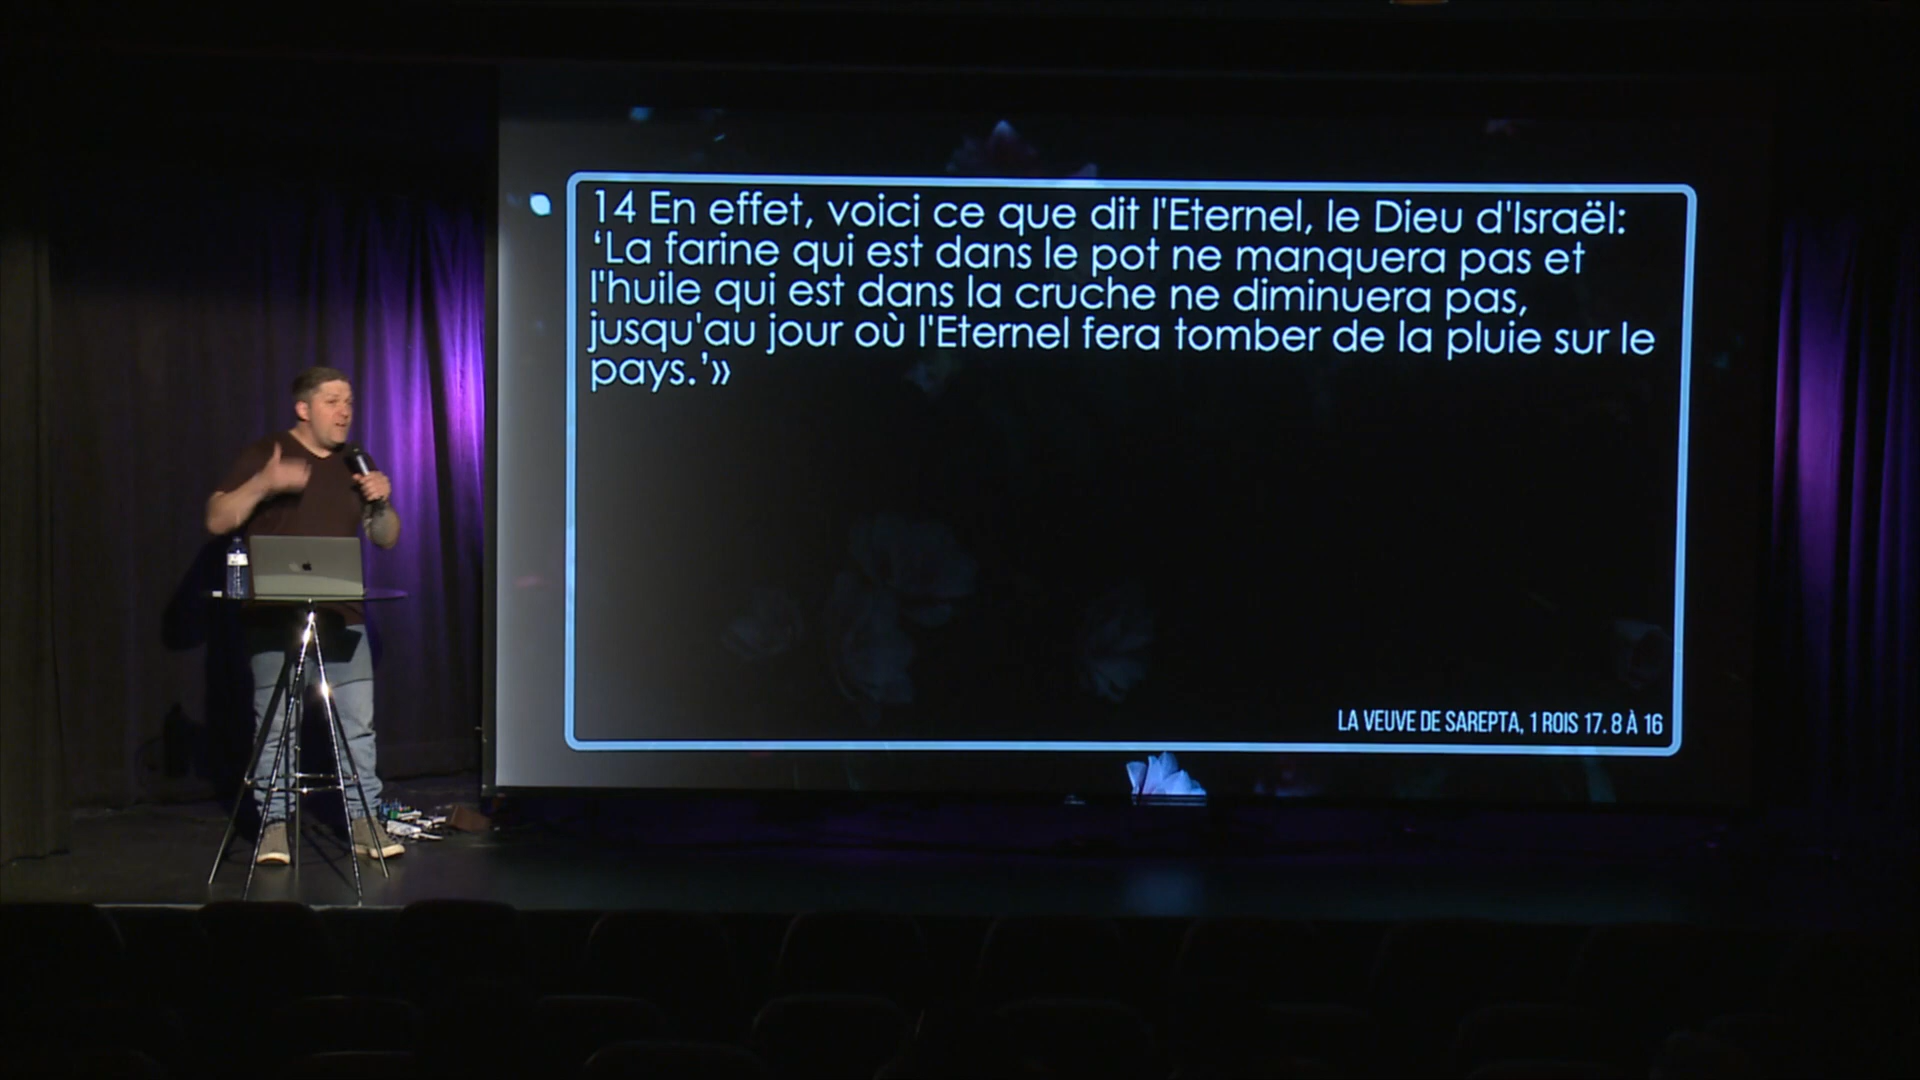 14 En effet, voici ce que dit l'Eternel, le Dieu d'Israël:
‘La farine qui est dans le pot ne manquera pas et
l'huile qui est dans la cruche ne diminuera pas,
jusqu'au jour où l'Eternel fera tomber de la pluie sur le
pays.’»
LA VEUVE DE SAREPTA, 1 ROIS 17. 8 À 16